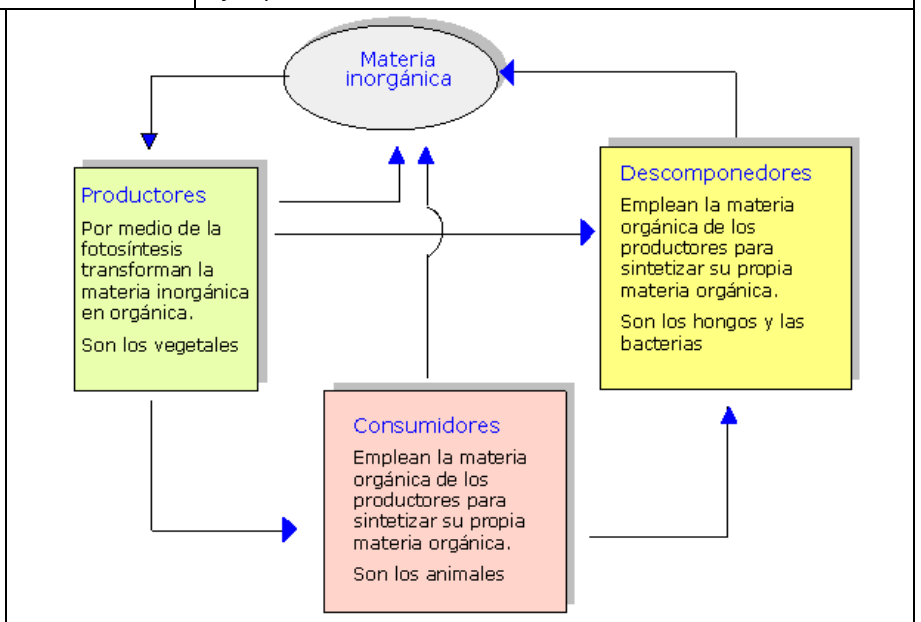 Materia
inorgánica
Productores
Por medio de la
fotosíntesis
transforman la
materia inorgánica
en orgánica.
Son los vegetales
Descomponedores
Emplean la materia
orgánica de los
productores para
sintetizar su propia
materia orgánica.
Son los hongos y las
bacterias
Consumidores
Emplean la materia
orgánica de los
productores para
sintetizar su propia
materia orgánica.
Son los animales